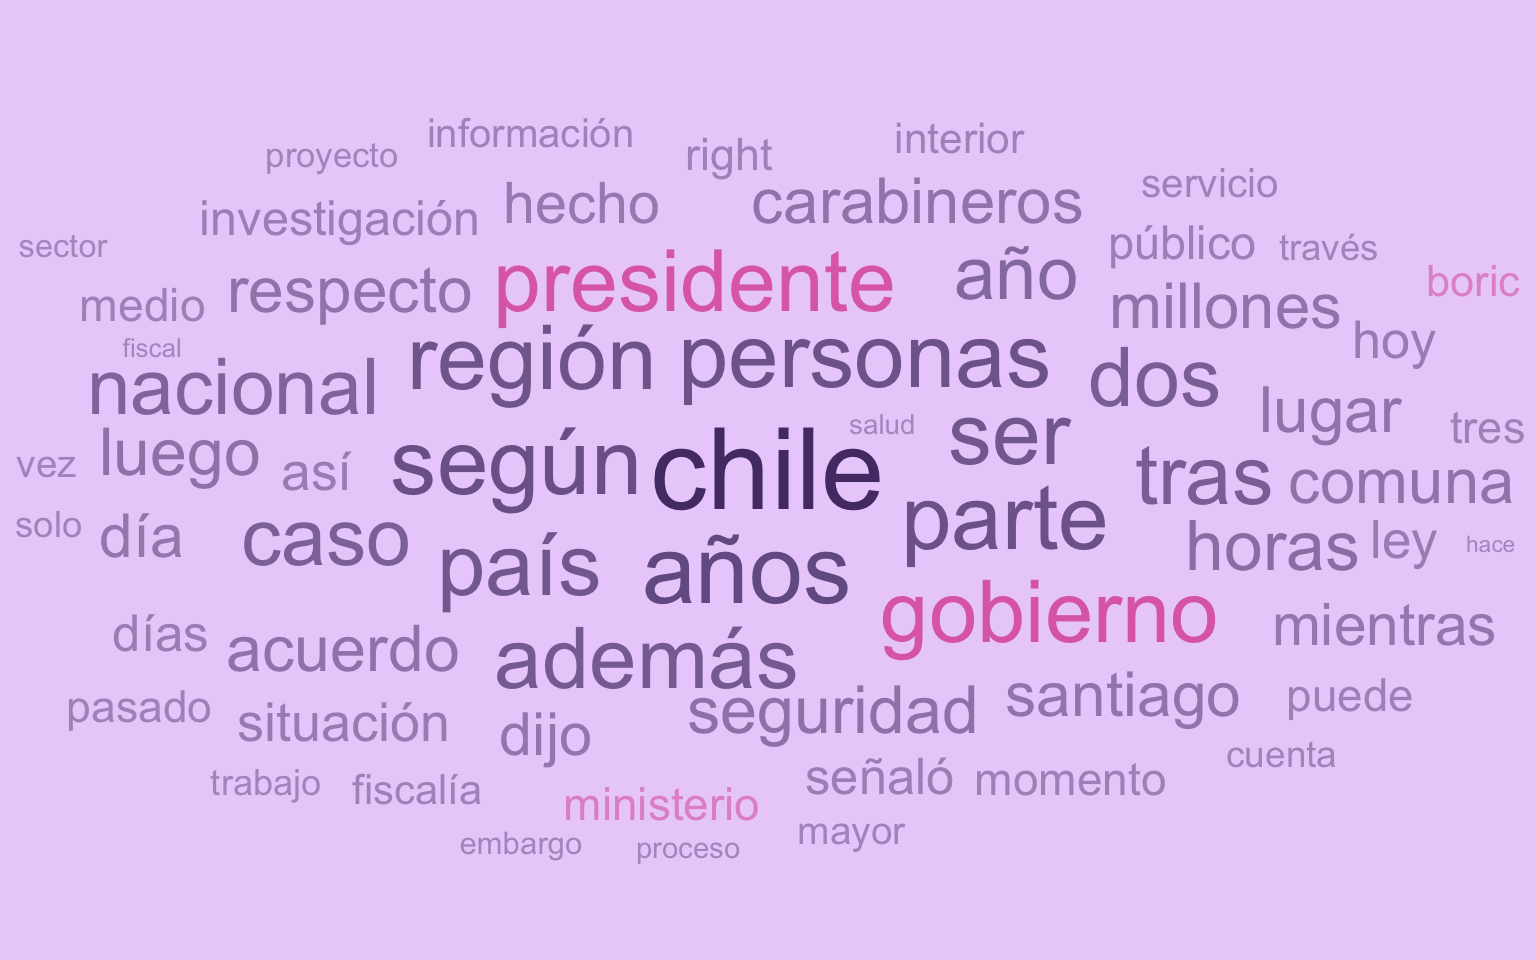 información
interior
proyecto
right
servicio
investigación
hecho
carabineros
sector
público
través
respecto
presidente
año
boric
medio
millones
fiscal
región
personas
hoy
nacional
dos
lugar
salud
ser
tres
luego
vez
así
según
chile
tras
comuna
solo
día
caso
parte
país
años
horas
ley
hace
gobierno
días
acuerdo
además
mientras
pasado
situación
dijo
seguridad
santiago
puede
cuenta
trabajo
fiscalía
señaló
momento
ministerio
mayor
embargo
proceso